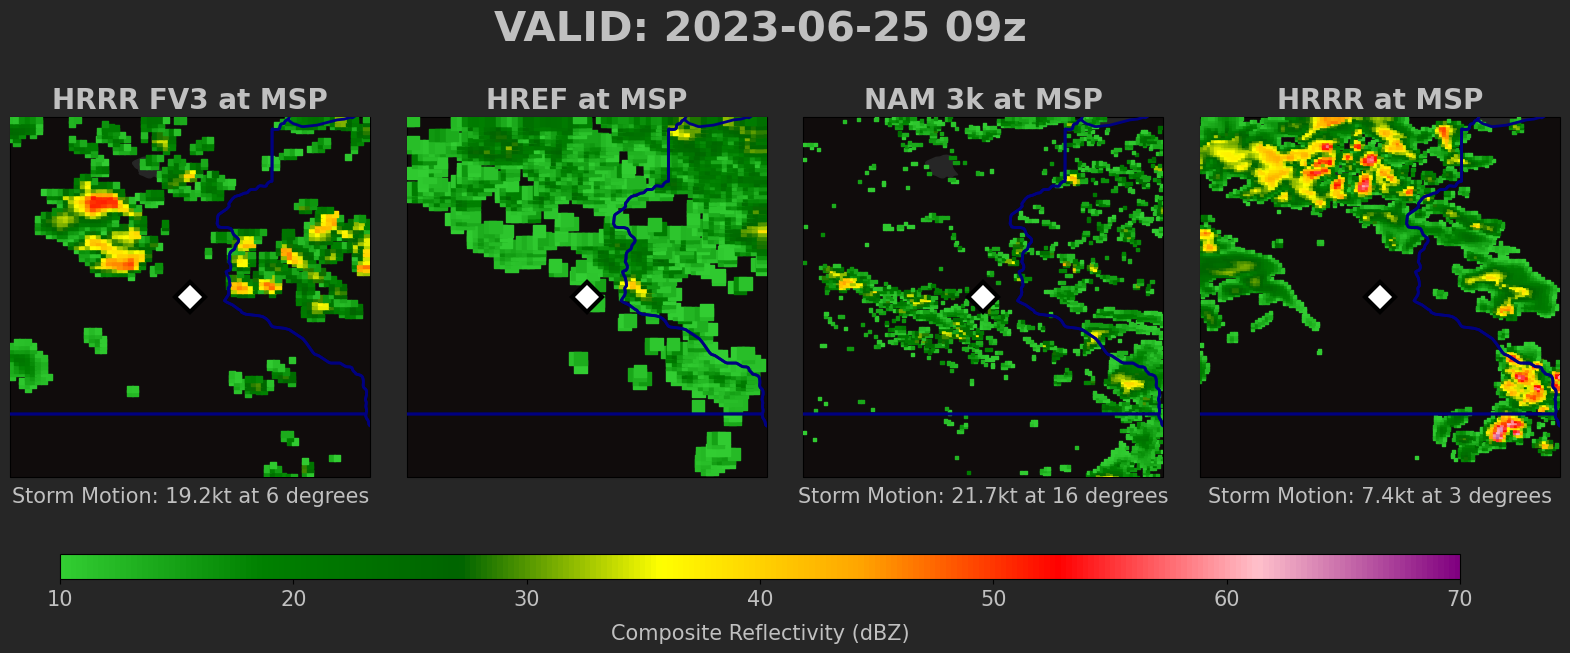 VALID: 2023-06-25 09z
HRRR FV3 at MSP
HREF at MSP
NAM 3k at MSP
HRRR at MSP
Storm Motion: 19.2kt at 6 degrees
Storm Motion: 21.7kt at 16 degrees
Storm Motion: 7.4kt at 3 degrees
10 20 30 40 50 60 70
Composite Reflectivity (dBZ)